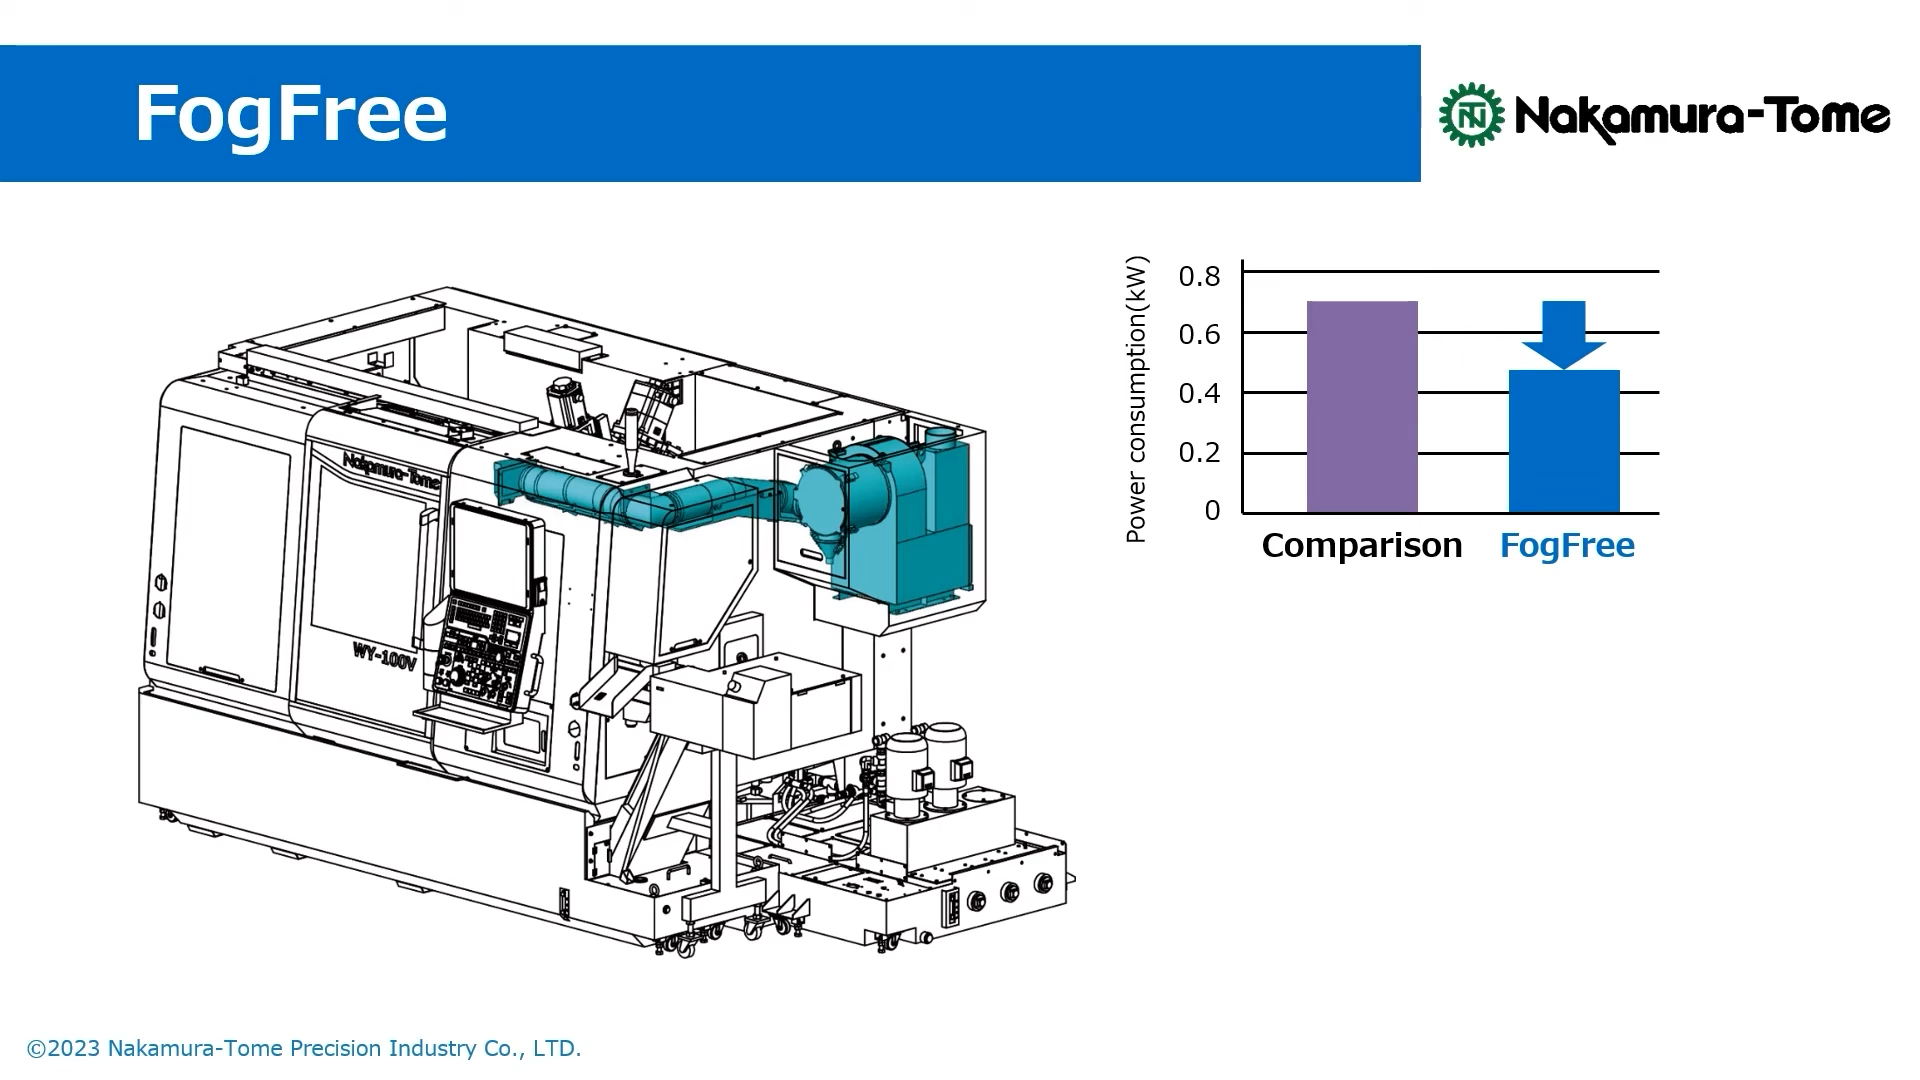 FogFree
Nakamura-Tome
Power consumption(kW)
0.8
0.6
0.4
0.2
0
Comparison
FogFree
Nakamura-Tome
WY-100V
©2023 Nakamura-Tome Precision Industry Co., LTD.